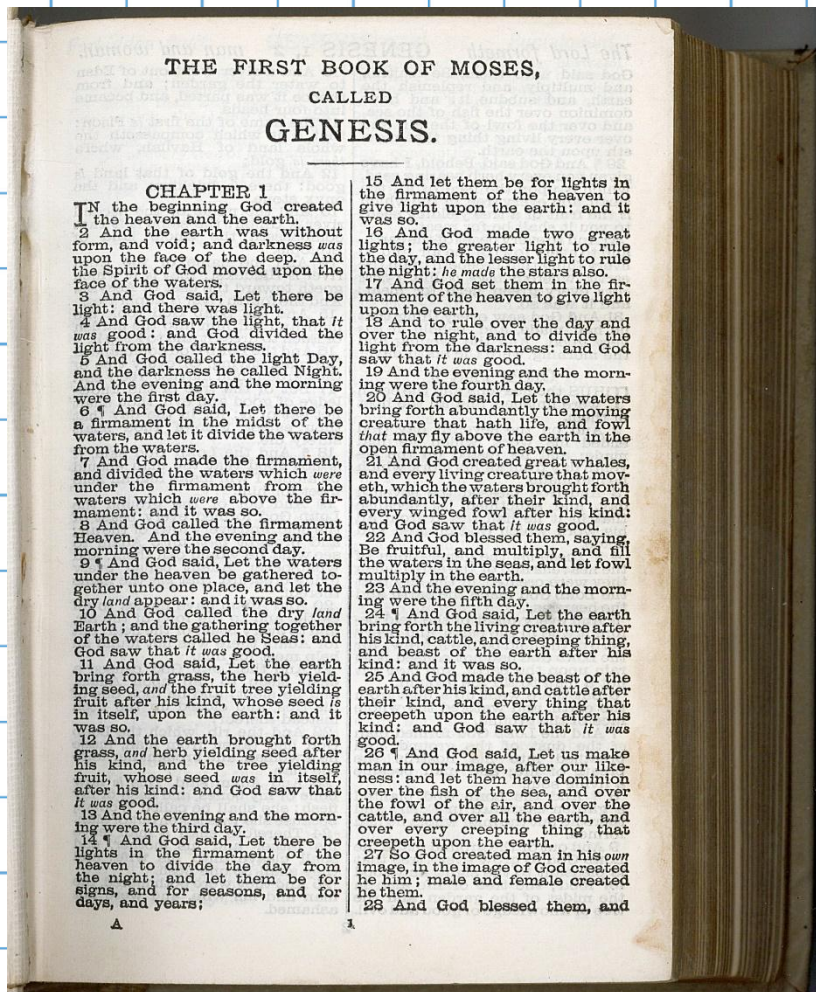 THE FIRST BOOK OF MOSES,
CALLED
GENESIS.
CHAPTER 1
IN the beginning God created
the heaven and the earth.
2 And the earth was without
form, and void; and darkness was
upon the face of the deep. And
the Spirit of God moved upon the
face of the waters.
3 And God said, Let there be
light: and there was light.
4 And God saw the light, that it
was good: and God divided the
light from the darkness.
5 And God called the light Day,
and the darkness he called Night.
And the evening and the morning
were the first day.
6 ¶ And God said, Let there be
a firmament in the midst of the
waters, and let it divide the waters
from the waters.
7 And God made the firmament,
and divided the waters which were
under the firmament from the
waters which were above the fir-
mament: and it was so.
8 And God called the firmament
Heaven. And the evening and the
morning were the second day.
9 ¶ And God said, Let the waters
under the heaven be gathered to-
gether unto one place, and let the
dry land appear: and it was so.
10 And God called the dry land
Earth; and the gathering together
of the waters called he Seas: and
God saw that it was good.
11 And God said, Let the earth
bring forth grass, the herb yield-
ing seed, and the fruit tree yielding
fruit after his kind, whose seed is
in itself, upon the earth: and it
was so.
12 And the earth brought forth
grass, and herb yielding seed after
his kind, and the tree yielding
fruit, whose seed was in itself,
after his kind: and God saw that
it was good.
13 And the evening and the morn-
ing were the third day.
14 ¶ And God said, Let there be
lights in the firmament of the
heaven to divide the day from
the night; and let them be for
signs, and for seasons, and for
days, and years;
15 And let them be for lights in
the firmament of the heaven to
give light upon the earth: and it
was so.
16 And God made two great
lights; the greater light to rule
the day, and the lesser light to rule
the night: he made the stars also.
17 And God set them in the fir-
mament of the heaven to give light
upon the earth,
18 And to rule over the day and
over the night, and to divide the
light from the darkness: and God
saw that it was good.
19 And the evening and the morn-
ing were the fourth day.
20 And God said, Let the waters
bring forth abundantly the moving
creature that hath life, and fowl
that may fly above the earth in the
open firmament of heaven.
21 And God created great whales,
and every living creature that mov-
eth, which the waters brought forth
abundantly, after their kind, and
every winged fowl after his kind:
and God saw that it was good.
22 And God blessed them, saying,
Be fruitful, and multiply, and fill
the waters in the seas, and let fowl
multiply in the earth.
23 And the evening and the morn-
ing were the fifth day.
24 ¶ And God said, Let the earth
bring forth the living creature after
his kind, cattle, and creeping thing,
and beast of the earth after his
kind: and it was so.
25 And God made the beast of the
earth after his kind, and cattle after
their kind, and every thing that
creepeth upon the earth after his
kind: and God saw that it was
good.
26 ¶ And God said, Let us make
man in our image, after our like-
ness: and let them have dominion
over the fish of the sea, and over
the fowl of the air, and over the
cattle, and over all the earth, and
over every creeping thing that
creepeth upon the earth.
27 So God created man in his own
image, in the image of God created
he him; male and female created
he them.
28 And God blessed them, and
A 1